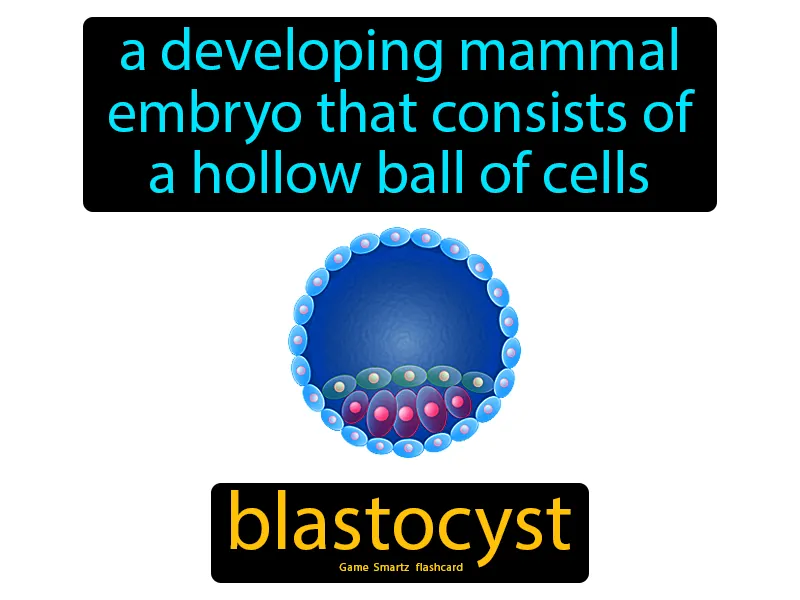 a developing mammal
embryo that consists of
a hollow ball of cells
blastocyst
Game Smartz flashcard